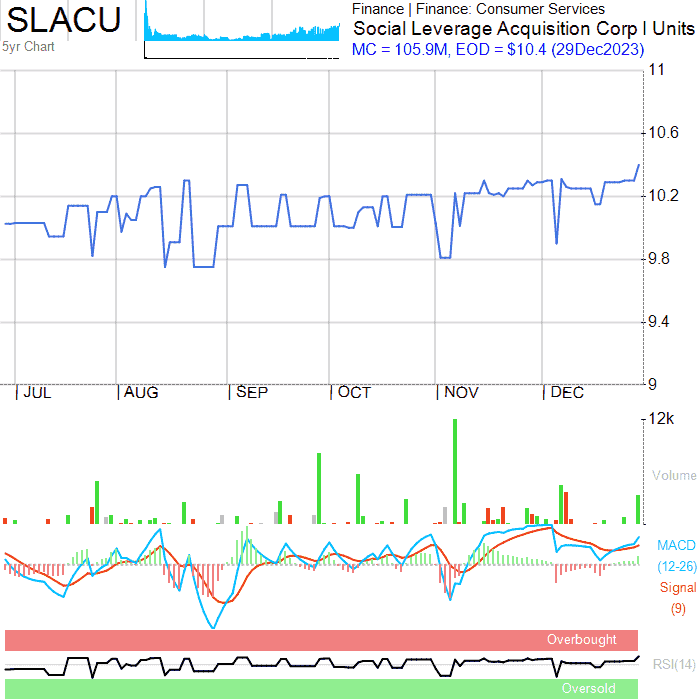 SLACU
5yr Chart
Finance | Finance: Consumer Services
Social Leverage Acquisition Corp I Units
MC = 105.9M, EOD = $10.4 (29Dec2023)
11
10.6
10.2
9.8
9.4
9
JUL AUG SEP OCT NOV DEC
12k
Volume
MACD
(12-26)
Signal
(9)
Overbought
RSI(14)
Oversold